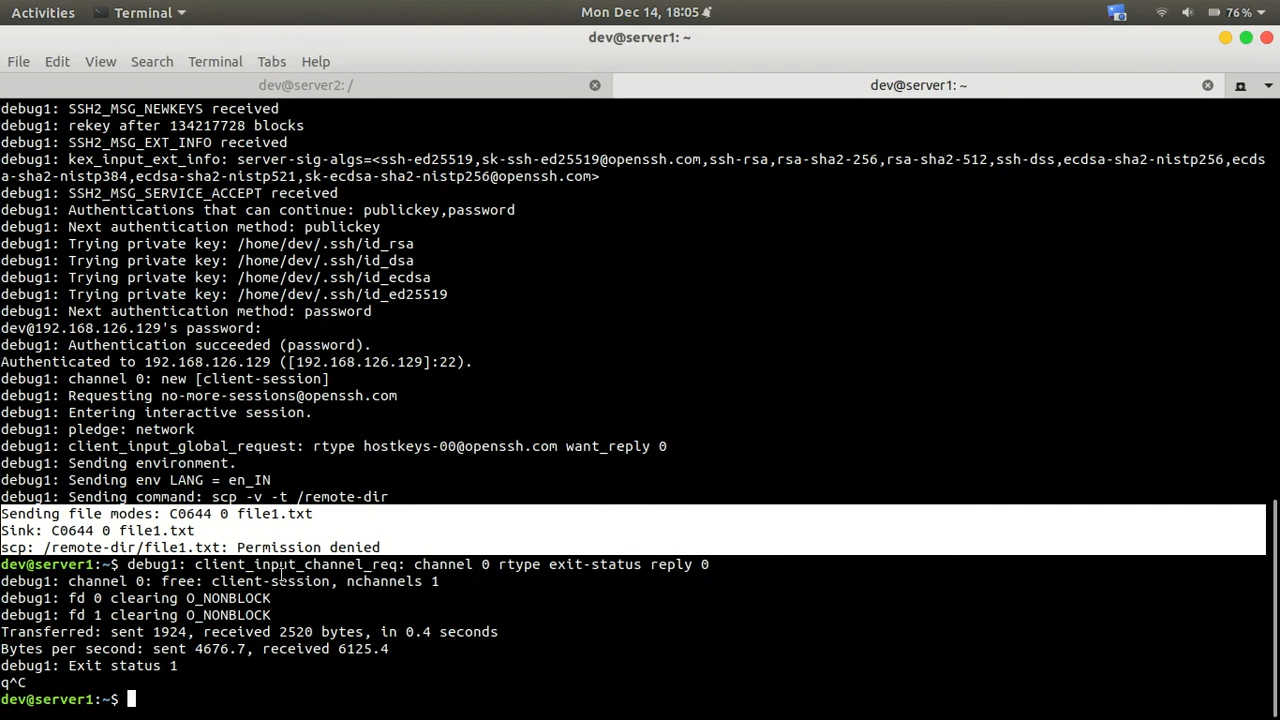 Activities Terminal Mon Dec 14, 18:05 76%
dev@server1: ~
File Edit View Search Terminal Tabs Help
dev@server2: / dev@server1: ~
debug1: SSH2_MSG_NEWKEYS received
debug1: rekey after 134217728 blocks
debug1: SSH2_MSG_EXT_INFO received
debug1: kex_input_ext_info: server-sig-algs=<ssh-ed25519,sk-ssh-ed25519@openssh.com,ssh-rsa,rsa-sha2-256,rsa-sha2-512,ssh-dss,ecdsa-sha2-nistp256,ecds
a-sha2-nistp384,ecdsa-sha2-nistp521,sk-ecdsa-sha2-nistp256@openssh.com>
debug1: SSH2_MSG_SERVICE_ACCEPT received
debug1: Authentications that can continue: publickey,password
debug1: Next authentication method: publickey
debug1: Trying private key: /home/dev/.ssh/id_rsa
debug1: Trying private key: /home/dev/.ssh/id_dsa
debug1: Trying private key: /home/dev/.ssh/id_ecdsa
debug1: Trying private key: /home/dev/.ssh/id_ed25519
debug1: Next authentication method: password
dev@192.168.126.129's password:
debug1: Authentication succeeded (password).
Authenticated to 192.168.126.129 ([192.168.126.129]:22).
debug1: channel 0: new [client-session]
debug1: Requesting no-more-sessions@openssh.com
debug1: Entering interactive session.
debug1: pledge: network
debug1: client_input_global_request: rtype hostkeys-00@openssh.com want_reply 0
debug1: Sending environment.
debug1: Sending env LANG = en_IN
debug1: Sending command: scp -v -t /remote-dir
Sending file modes: C0644 0 file1.txt
Sink: C0644 0 file1.txt
scp: /remote-dir/file1.txt: Permission denied
dev@server1:~$ debug1: client_input_channel_req: channel 0 rtype exit-status reply 0
debug1: channel 0: free: client-session, nchannels 1
debug1: fd 0 clearing O_NONBLOCK
debug1: fd 1 clearing O_NONBLOCK
Transferred: sent 1924, received 2520 bytes, in 0.4 seconds
Bytes per second: sent 4676.7, received 6125.4
debug1: Exit status 1
q^C
dev@server1:~$